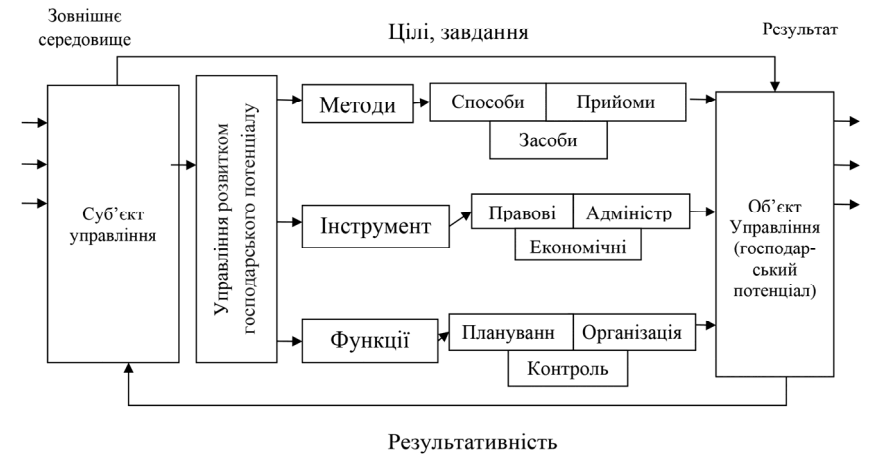 Зовнішнє
середовище
Цілі, завдання
Результат
Суб’єкт
управління
Управління розвитком
господарського потенціалу
Методи
Способи
Прийоми
Засоби
Інструмент
Правові
Адміністр
Економічні
Функції
Плануванн
Організація
Контроль
Об’єкт
Управління
(господар-
ський
потенціал)
Результативність